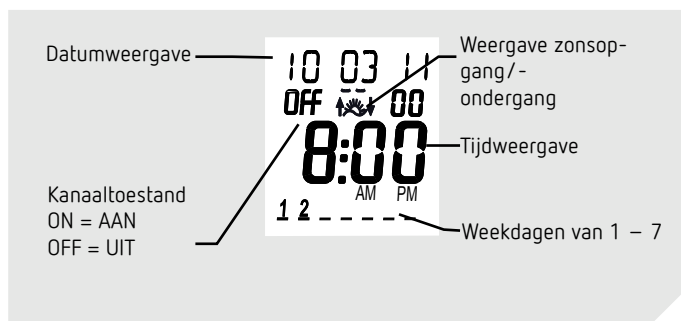 Datumweergave
10 03 11
OFF 00
8:00
AM PM
1 2
Weergave zonsop-
gang/-
ondergang
Tijdweergave
Kanaaltoestand
ON = AAN
OFF = UIT
Weekdagen van 1 – 7